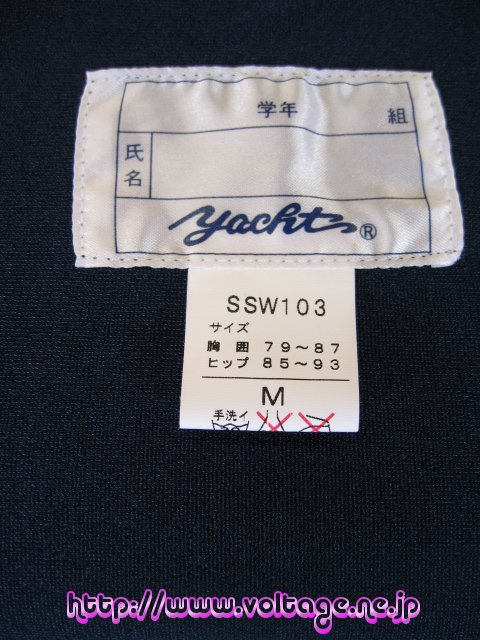 学年 組
氏名
yacht ®
SSW103
サイズ
胸 囲 79～87
ヒップ 85～93
M
手洗イ
http://www.voltage.ne.jp